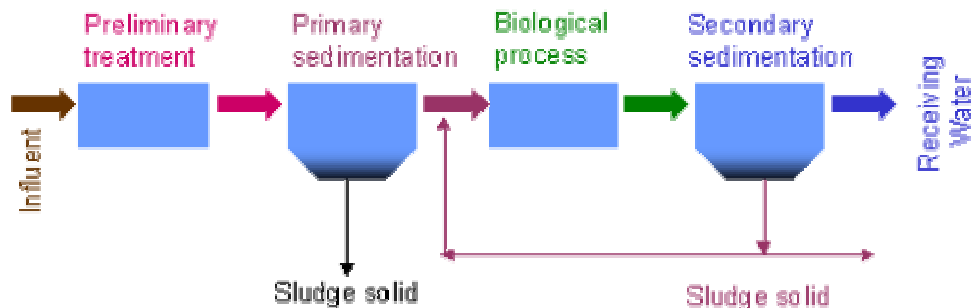 Preliminary
treatment
Primary
sedimentation
Biological
process
Secondary
sedimentation
Influent
Receiving
Water
Sludge solid
Sludge solid